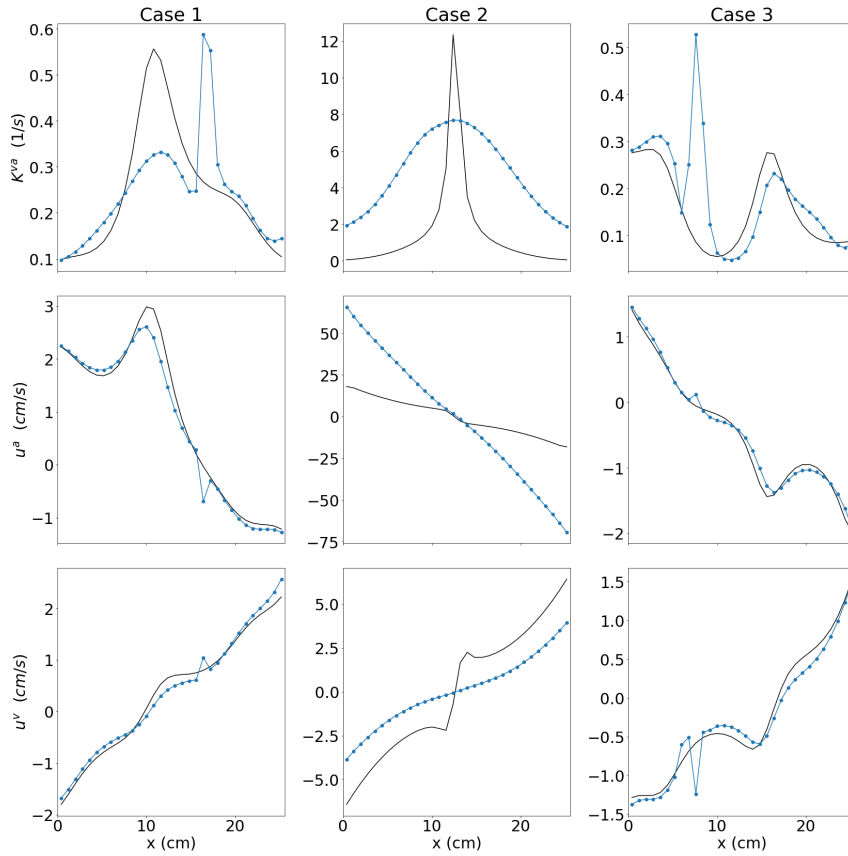 Case 1 Case 2 Case 3
K^va (1/s)
0.6 0.5 0.4 0.3 0.2 0.1
12 10 8 6 4 2 0
0.5 0.4 0.3 0.2 0.1
0 10 20
0 10 20
0 10 20
u^a (cm/s)
3 2 1 0 −1
50 25 0 −25 −50 −75
1 0 −1 −2
u^v (cm/s)
2 1 0 −1 −2
5.0 2.5 0.0 −2.5 −5.0
1.5 1.0 0.5 0.0 −0.5 −1.0 −1.5
x (cm) x (cm) x (cm)